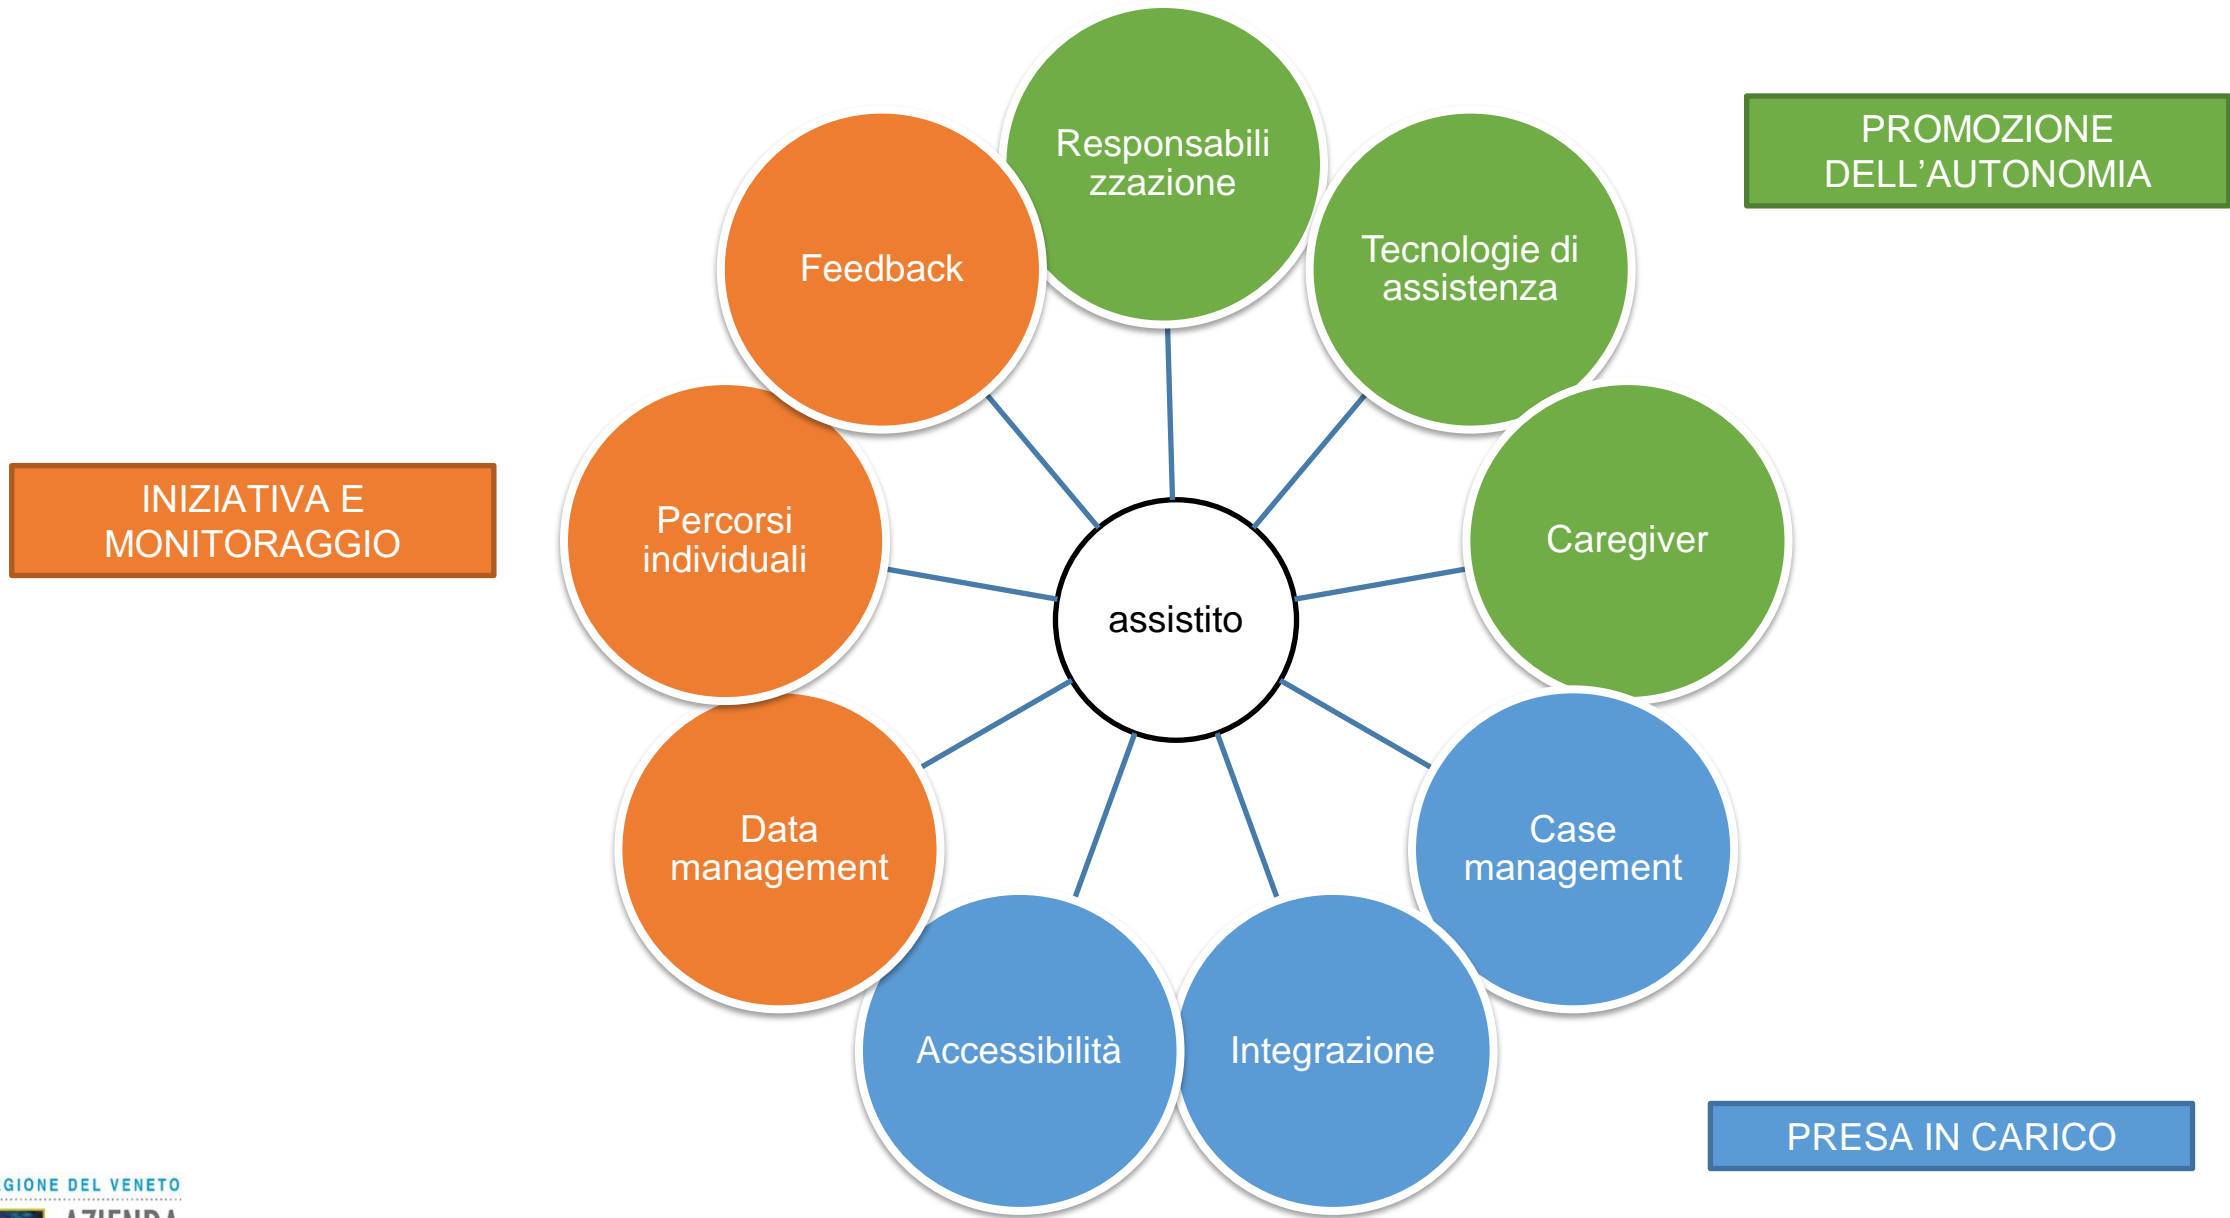 Responsabili
zzazione
PROMOZIONE
DELL’AUTONOMIA
Feedback
Tecnologie di
assistenza
INIZIATIVA E
MONITORAGGIO
Percorsi
individuali
Caregiver
assistito
Data
management
Case
management
Accessibilità
Integrazione
PRESA IN CARICO
GIONE DEL VENETO
AZIENDA